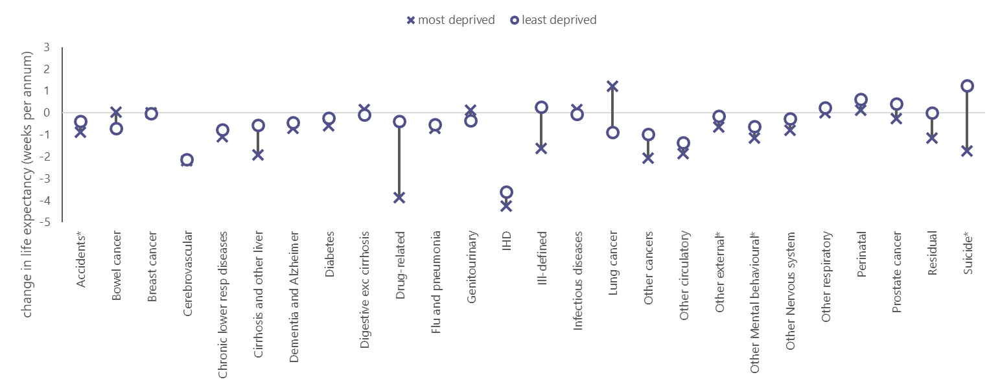 most deprived least deprived
change in life expectancy (weeks per annum)
3
2
1
0
-1
-2
-3
-4
-5
Accidents*
Bowel cancer
Breast cancer
Cerebrovascular
Chronic lower resp diseases
Cirrhosis and other liver
Dementia and Alzheimer
Diabetes
Digestive exc cirrhosis
Drug-related
Flu and pneumonia
Genitourinary
IHD
Ill-defined
Infectious diseases
Lung cancer
Other cancers
Other circulatory
Other external*
Other Mental behavioural*
Other Nervous system
Other respiratory
Perinatal
Prostate cancer
Residual
Suicide*